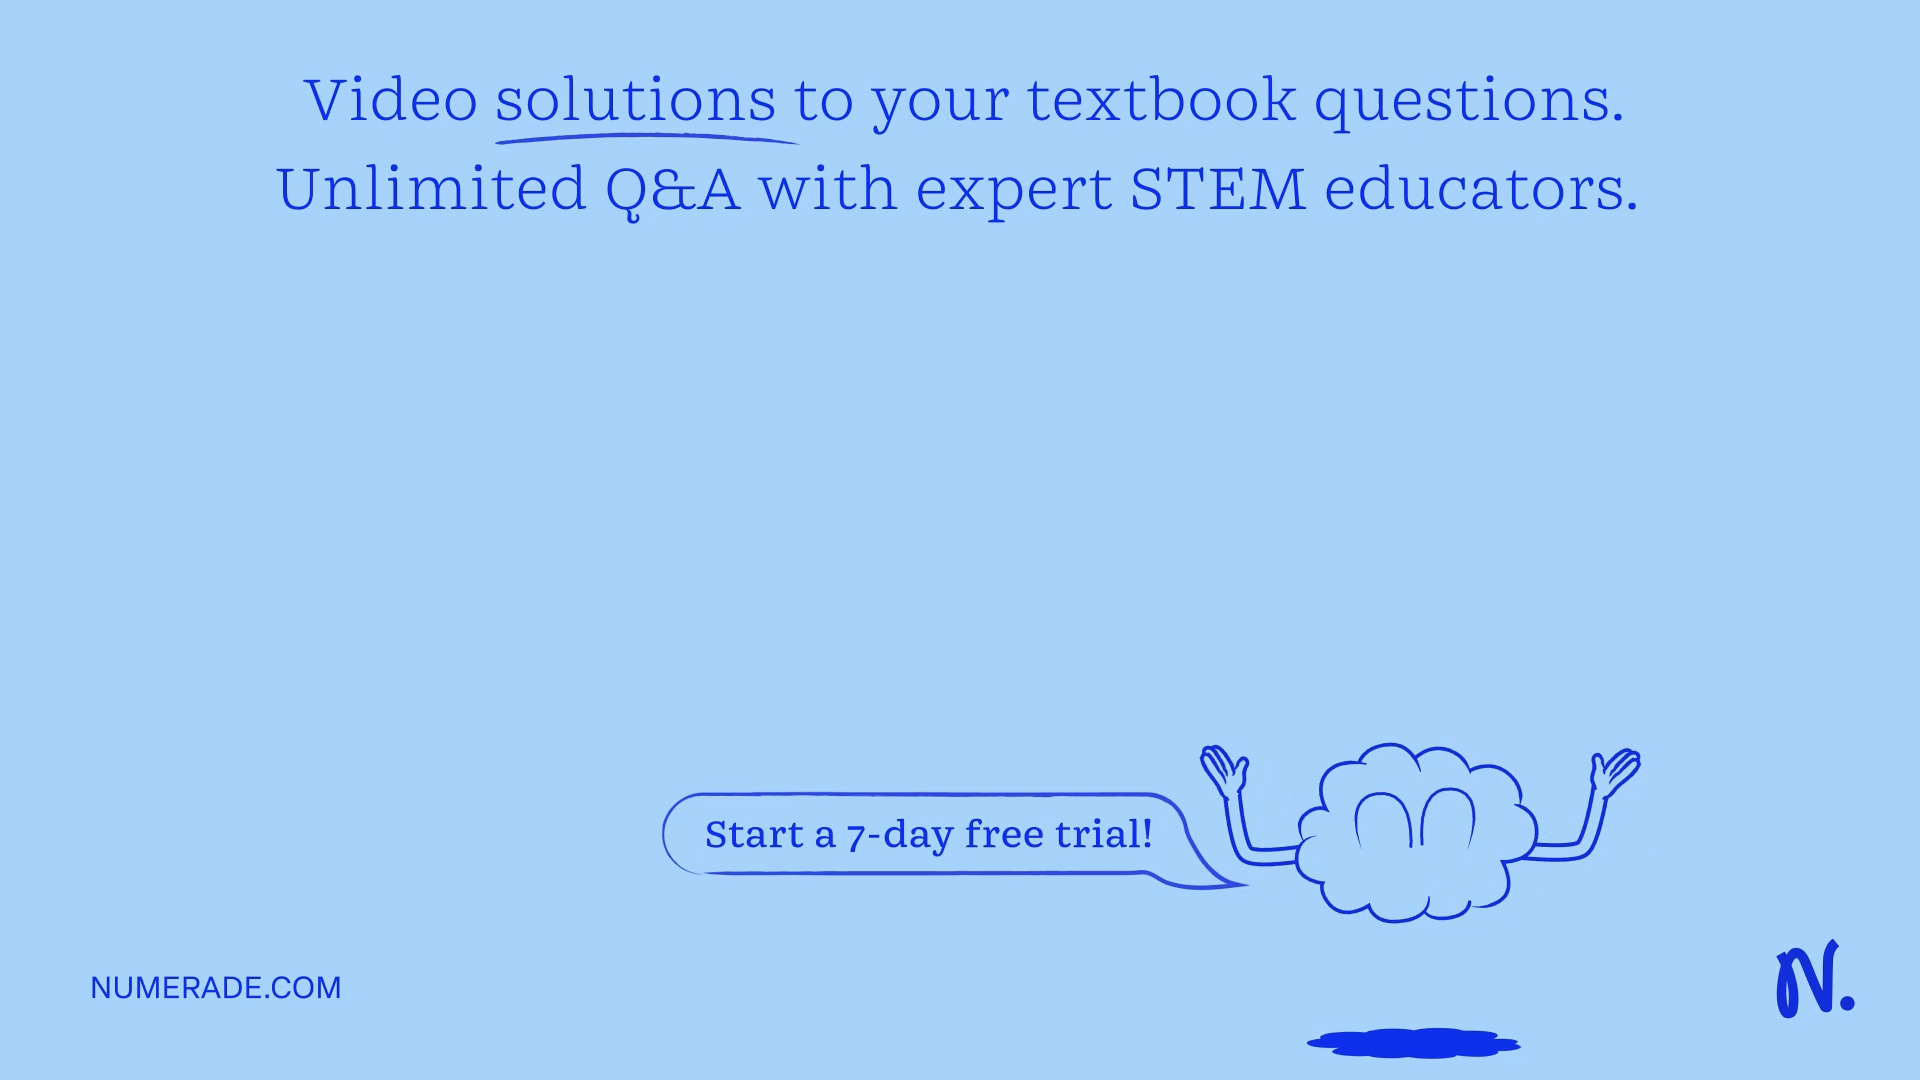 Video solutions to your textbook questions.
Unlimited Q&A with expert STEM educators.
Start a 7-day free trial!
NUMERADE.COM
N.